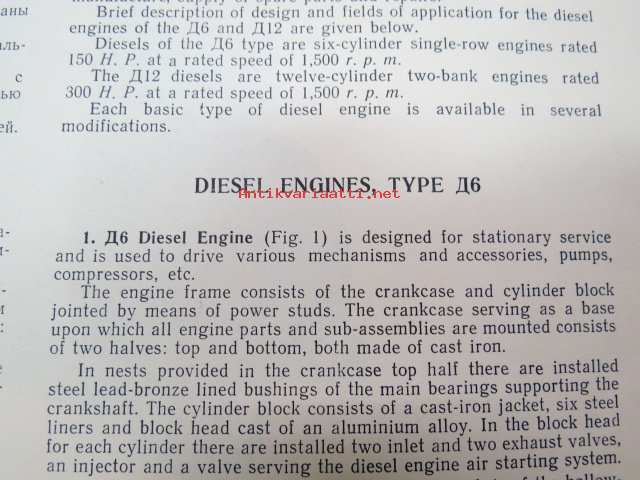 manufacture, supply of spare parts and repairs.
Brief description of design and fields of application for the diesel
engines of the Д6 and Д12 are given below.
Diesels of the Д6 type are six-cylinder single-row engines rated
150 H. P. at a rated speed of 1,500 r. p. m.
The Д12 diesels are twelve-cylinder two-bank engines rated
300 H. P. at a rated speed of 1,500 r. p. m.
Each basic type of diesel engine is available in several
modifications.
DIESEL ENGINES, TYPE Д6
Antikvariaatti.net
1. Д6 Diesel Engine (Fig. 1) is designed for stationary service
and is used to drive various mechanisms and accessories, pumps,
compressors, etc.
The engine frame consists of the crankcase and cylinder block
jointed by means of power studs. The crankcase serving as a base
upon which all engine parts and sub-assemblies are mounted consists
of two halves: top and bottom, both made of cast iron.
In nests provided in the crankcase top half there are installed
steel lead-bronze lined bushings of the main bearings supporting the
crankshaft. The cylinder block consists of a cast-iron jacket, six steel
liners and block head cast of an aluminium alloy. In the block head
for each cylinder there are installed two inlet and two exhaust valves,
an injector and a valve serving the diesel engine air starting system.